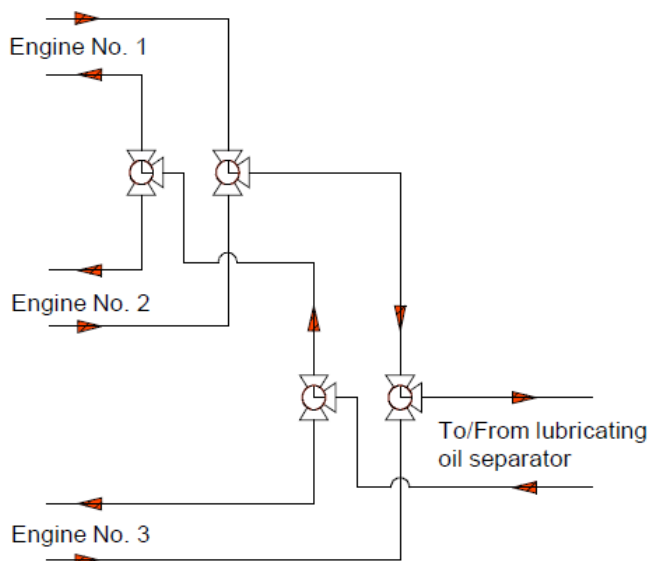 Engine No. 1
Engine No. 2
To/From lubricating
oil separator
Engine No. 3